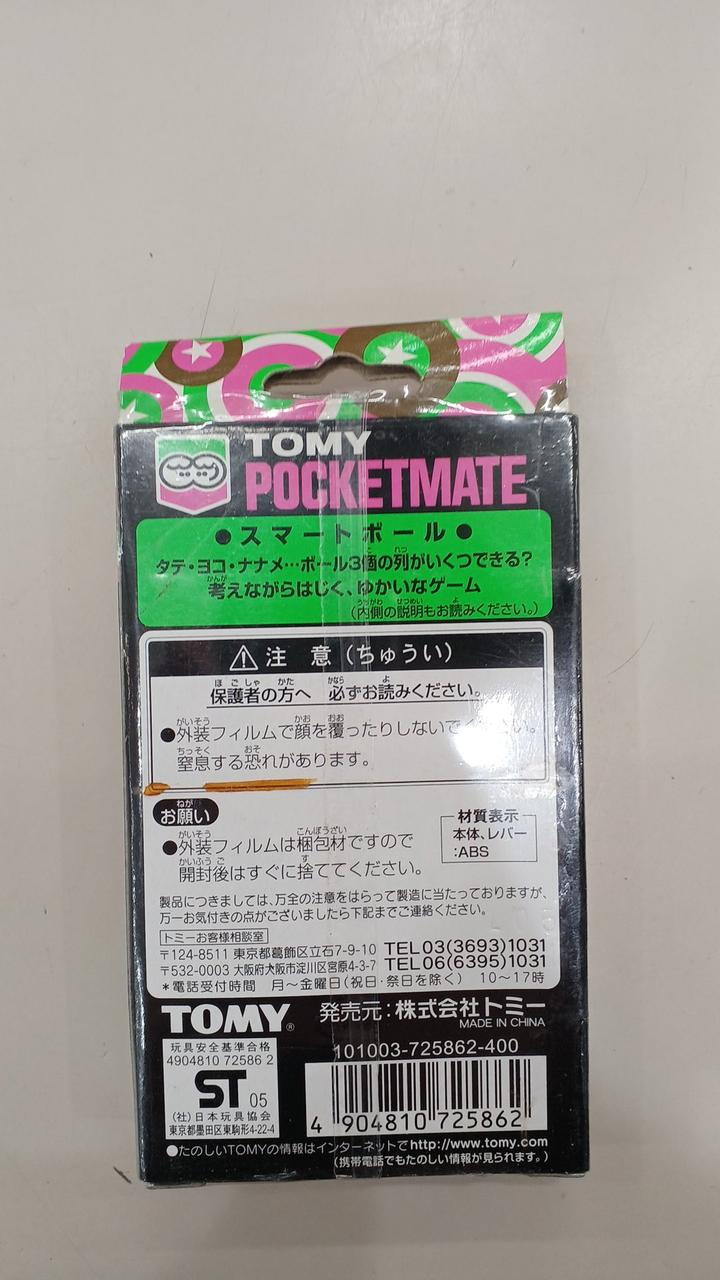 TOMY
POCKETMATE
●スマートボール●
タテ・ヨコ・ナナメ…ボール3個の列がいくつできる?
考えながらはじく、ゆかいなゲーム
(内側の説明もお読みください。)
⚠注 意(ちゅうい)
保護者の方へ 必ずお読みください。
●外装フィルムで顔を覆ったりしないでください。
窒息する恐れがあります。
お願い
●外装フィルムは梱包材ですので
開封後はすぐに捨ててください。
材質表示
本体、レバー
:ABS
製品につきましては、万全の注意をはらって製造に当たっておりますが、
万一お気付きの点がございましたら下記までご連絡ください。
トミーお客様相談室
〒124-8511 東京都葛飾区立石7-9-10 TEL03(3693)1031
〒532-0003 大阪府大阪市淀川区宮原4-3-7 TEL06(6395)1031
*電話受付時間 月~金曜日(祝日・祭日を除く) 10~17時
TOMY®
発売元:株式会社トミー
MADE IN CHINA
玩具安全基準合格
4904810 72586 2
ST 05
(社)日本玩具協会
東京都墨田区東駒形4-22-4
101003-725862-400
4 904810 725862
●たのしいTOMYの情報はインターネットでhttp://www.tomy.com
(携帯電話でもたのしい情報が見られます。)